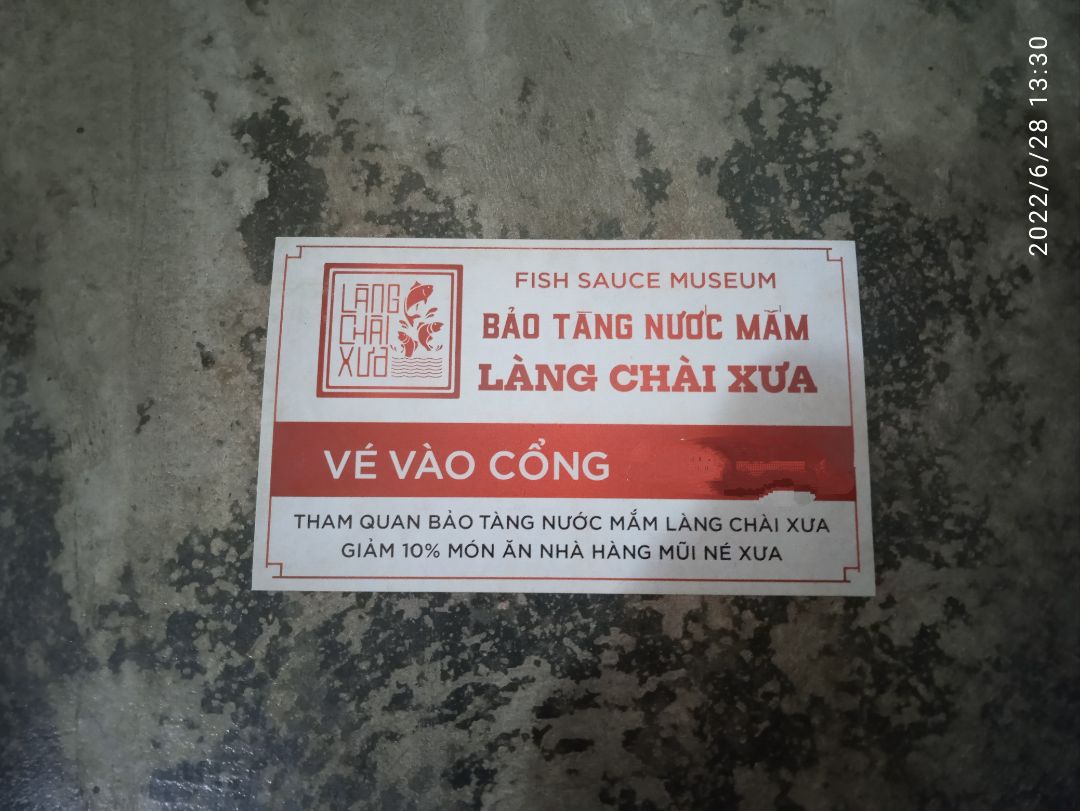 LÀNG
CHÀI
XƯA
FISH SAUCE MUSEUM
BẢO TÀNG NƯỚC MẮM
LÀNG CHÀI XƯA
VÉ VÀO CỔNG
THAM QUAN BẢO TÀNG NƯỚC MẮM LÀNG CHÀI XƯA
GIẢM 10% MÓN ĂN NHÀ HÀNG MŨI NÉ XƯA
2022/6/28 13:30